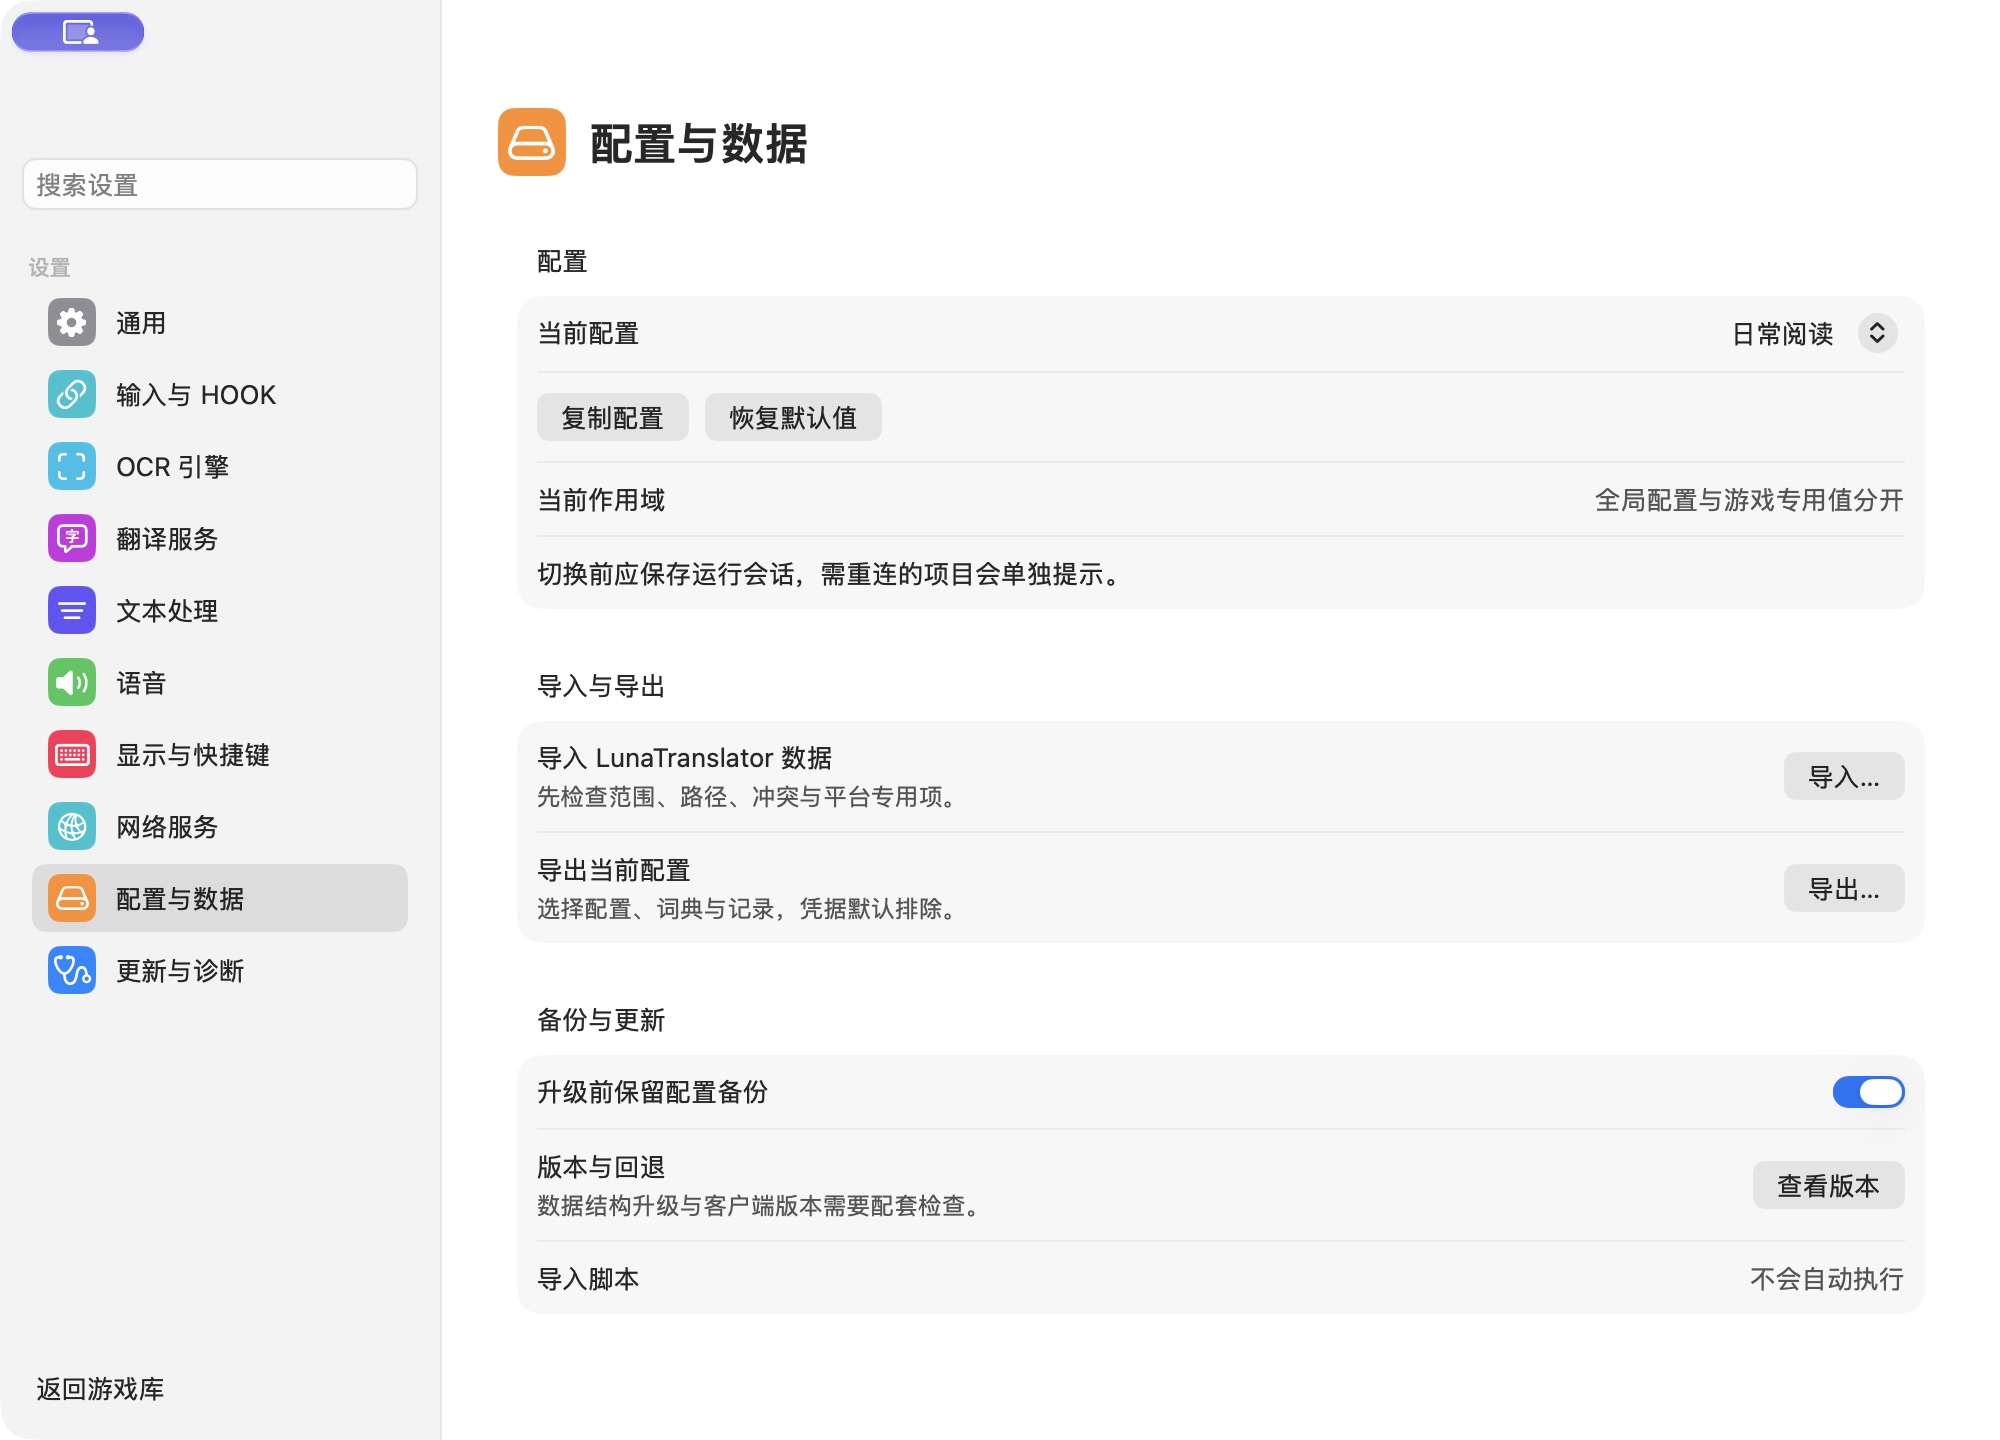 搜索设置
设置
通用
输入与 HOOK
OCR 引擎
字
翻译服务
文本处理
语音
显示与快捷键
网络服务
配置与数据
更新与诊断
返回游戏库
配置与数据
配置
当前配置
日常阅读
复制配置
恢复默认值
当前作用域
全局配置与游戏专用值分开
切换前应保存运行会话，需重连的项目会单独提示。
导入与导出
导入 LunaTranslator 数据
先检查范围、路径、冲突与平台专用项。
导入...
导出当前配置
选择配置、词典与记录，凭据默认排除。
导出...
备份与更新
升级前保留配置备份
版本与回退
数据结构升级与客户端版本需要配套检查。
查看版本
导入脚本
不会自动执行